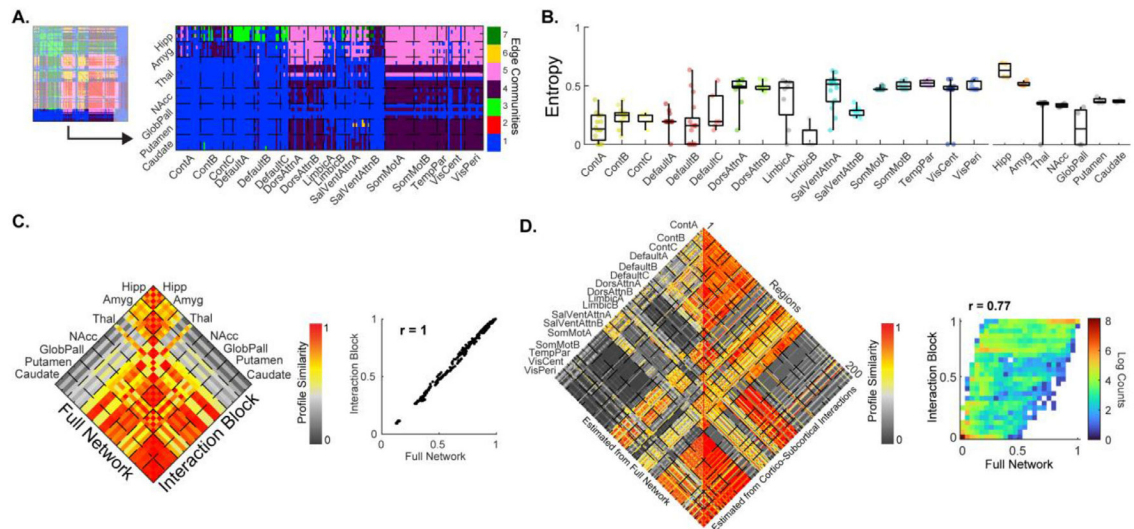 A.
Hipp
Amyg
Thal
NAcc
GlobPall
Putamen
Caudate
ContA
ContB
ContC
DefaultA
DefaultB
DefaultC
DorsAttnA
DorsAttnB
LimbicA
LimbicB
SalVentAttnA
SalVentAttnB
SomMotA
SomMotB
TempPar
VisCent
VisPeri
7
6
5
4
3
2
1
Edge Communities
B.
Entropy
1
0.5
0
ContA
ContB
ContC
DefaultA
DefaultB
DefaultC
DorsAttnA
DorsAttnB
LimbicA
LimbicB
SalVentAttnA
SalVentAttnB
SomMotA
SomMotB
TempPar
VisCent
VisPeri
Hipp
Amyg
Thal
NAcc
GlobPall
Putamen
Caudate
C.
Hipp
Amyg
Thal
NAcc
GlobPall
Putamen
Caudate
Hipp
Amyg
Thal
NAcc
GlobPall
Putamen
Caudate
Full Network
Interaction Block
Profile Similarity
1
0
r = 1
Interaction Block
1
0.5
0
0
0.5
1
Full Network
D.
ContA
ContB
ContC
DefaultA
DefaultB
DefaultC
DorsAttnA
DorsAttnB
LimbicA
LimbicB
SalVentAttnA
SalVentAttnB
SomMotA
SomMotB
TempPar
VisCent
VisPeri
1
Regions
200
Estimated from Full Network
Estimated from Cortico-Subcortical Interactions
Profile Similarity
1
0
r = 0.77
Interaction Block
1
0.5
0
0
0.5
1
Full Network
8
6
4
2
0
Log Counts